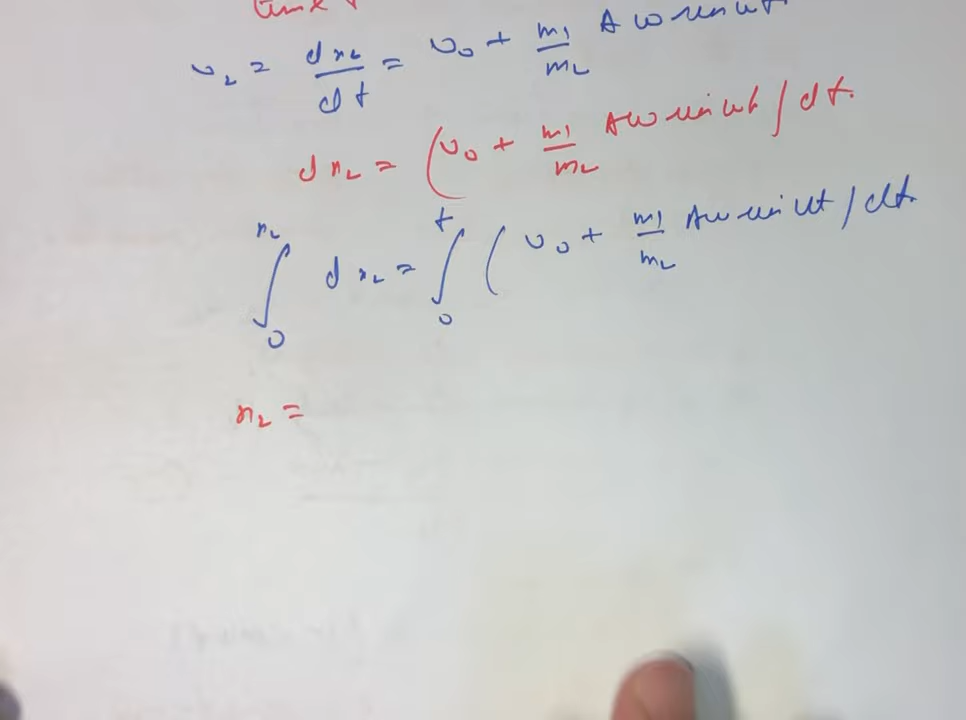 time t
v₂ = dx₂/dt = v₀ + m₁/m₂ Aω sin ωt
dx₂ = (v₀ + m₁/m₂ Aω sin ωt) dt.
∫₀^x₂ dx₂ = ∫₀^t (v₀ + m₁/m₂ Aω sin ωt) dt.
x₂ =